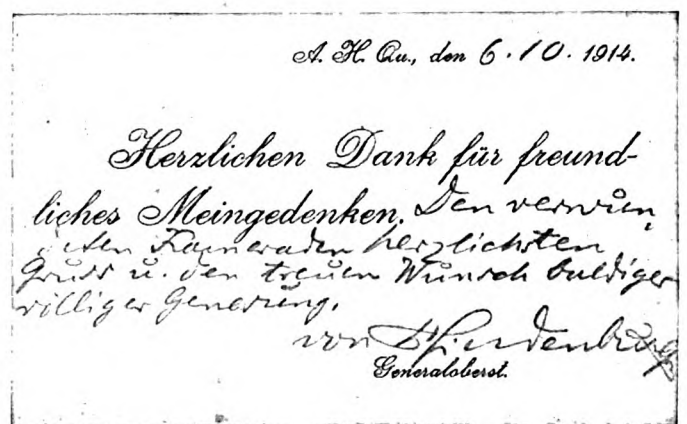 A. H. Qu., den 6. 10. 1914.
Herzlichen Dank für freund-
liches Meingedenken. Den verwun
deten Kameraden herzlichsten
Gruss u. den treuen Wunsch baldiger
völliger Genesung.
von Hindenburg
Generaloberst.